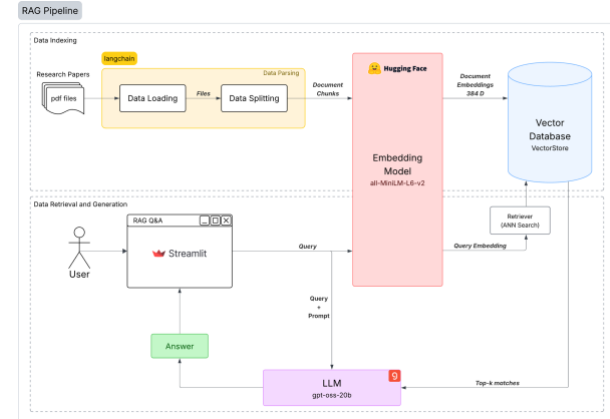 RAG Pipeline
Data Indexing
langchain
Research Papers
pdf files
Data Parsing
Data Loading
Files
Data Splitting
Document
Chunks
Hugging Face
Embedding
Model
all-MiniLM-L6-v2
Document
Embeddings
384 D
Vector
Database
VectorStore
Data Retrieval and Generation
User
RAG Q&A
Streamlit
Query
Query Embedding
Retriever
(ANN Search)
Query
+
Prompt
Answer
LLM
gpt-oss-20b
g
Top-k matches